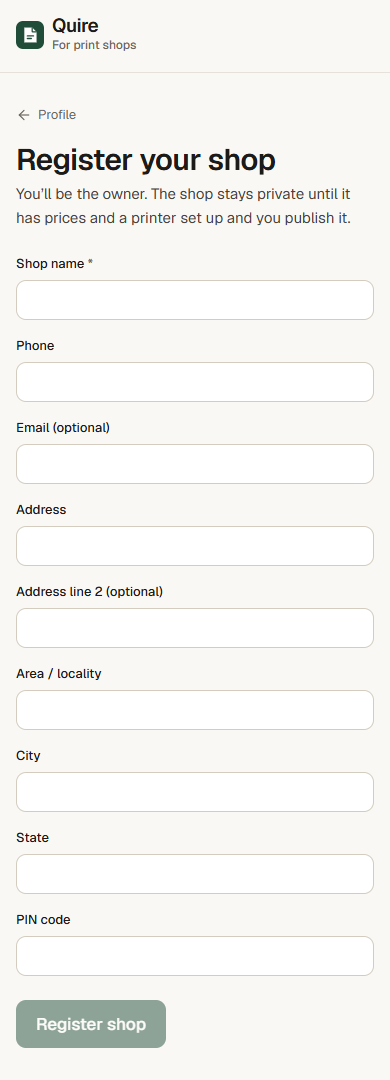 Quire
For print shops
← Profile
Register your shop
You'll be the owner. The shop stays private until it
has prices and a printer set up and you publish it.
Shop name *
Phone
Email (optional)
Address
Address line 2 (optional)
Area / locality
City
State
PIN code
Register shop